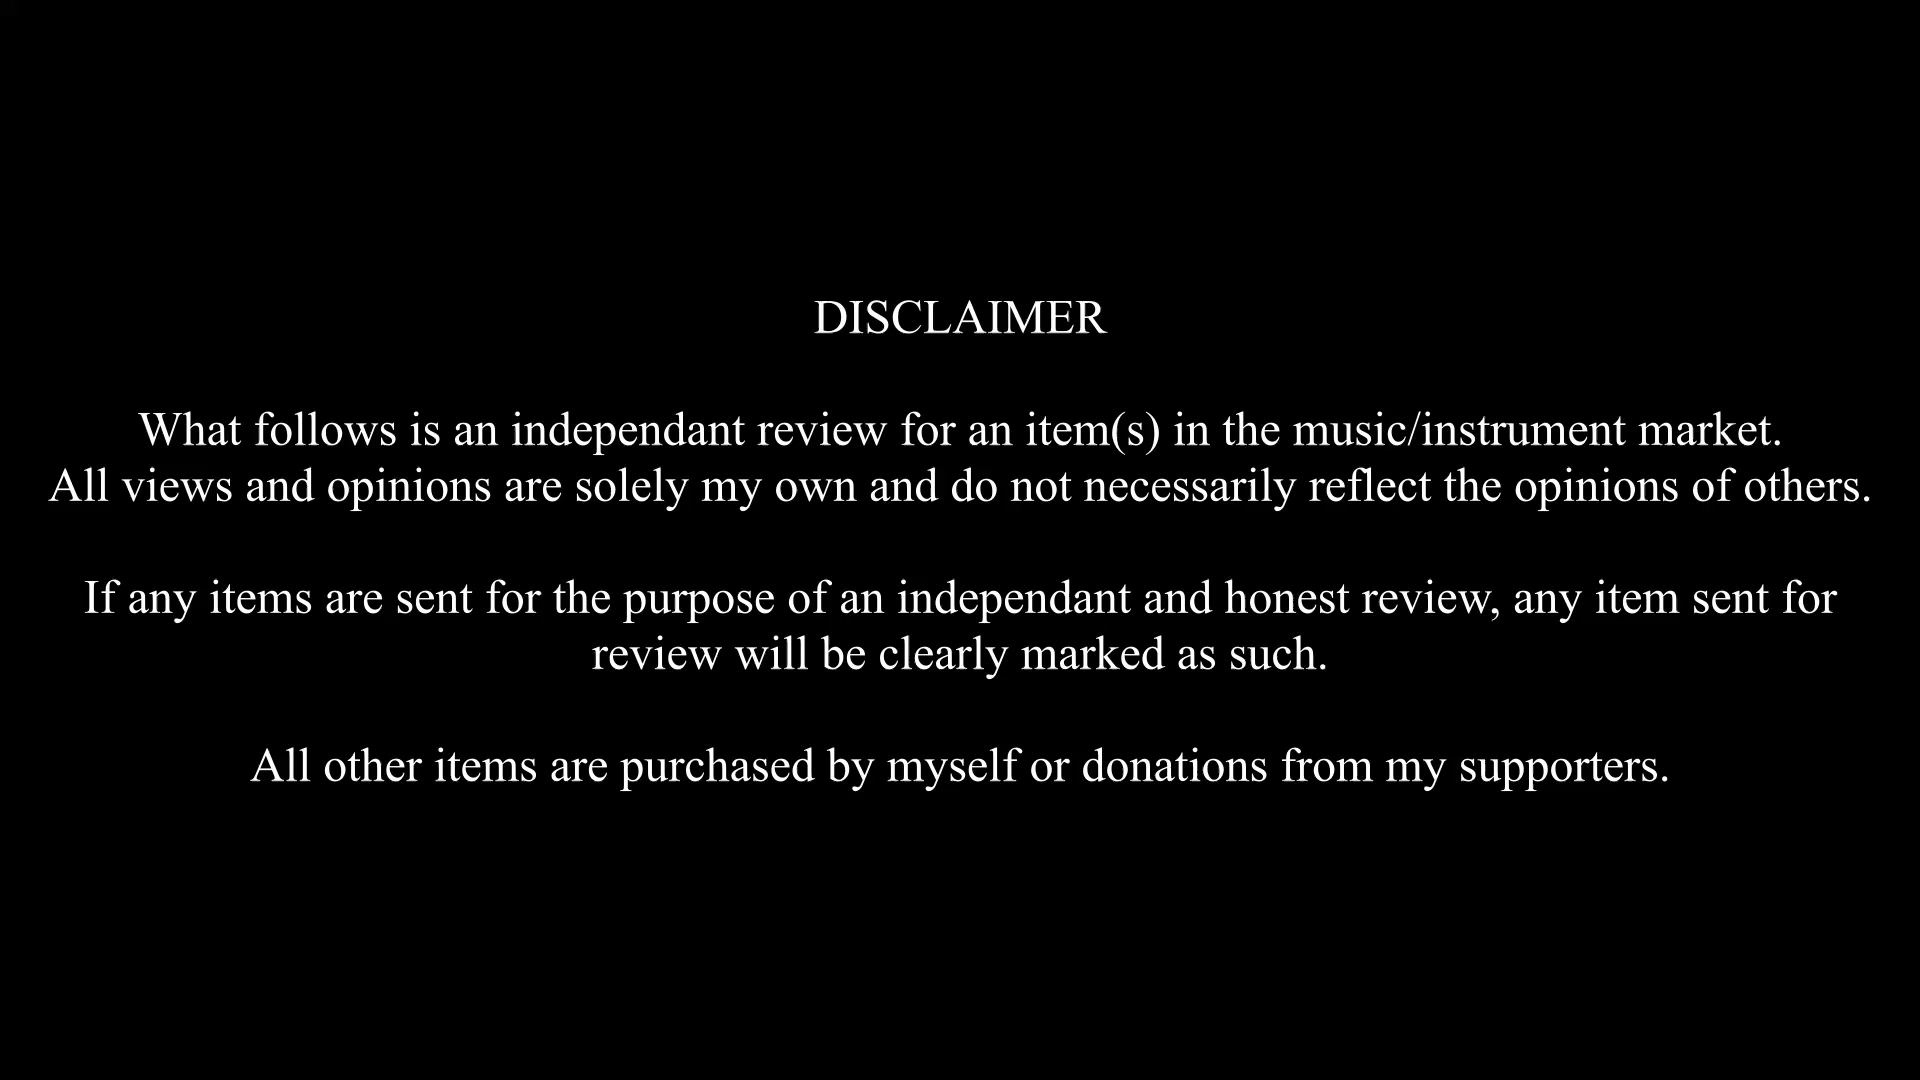 DISCLAIMER
What follows is an independant review for an item(s) in the music/instrument market.
All views and opinions are solely my own and do not necessarily reflect the opinions of others.
If any items are sent for the purpose of an independant and honest review, any item sent for
review will be clearly marked as such.
All other items are purchased by myself or donations from my supporters.